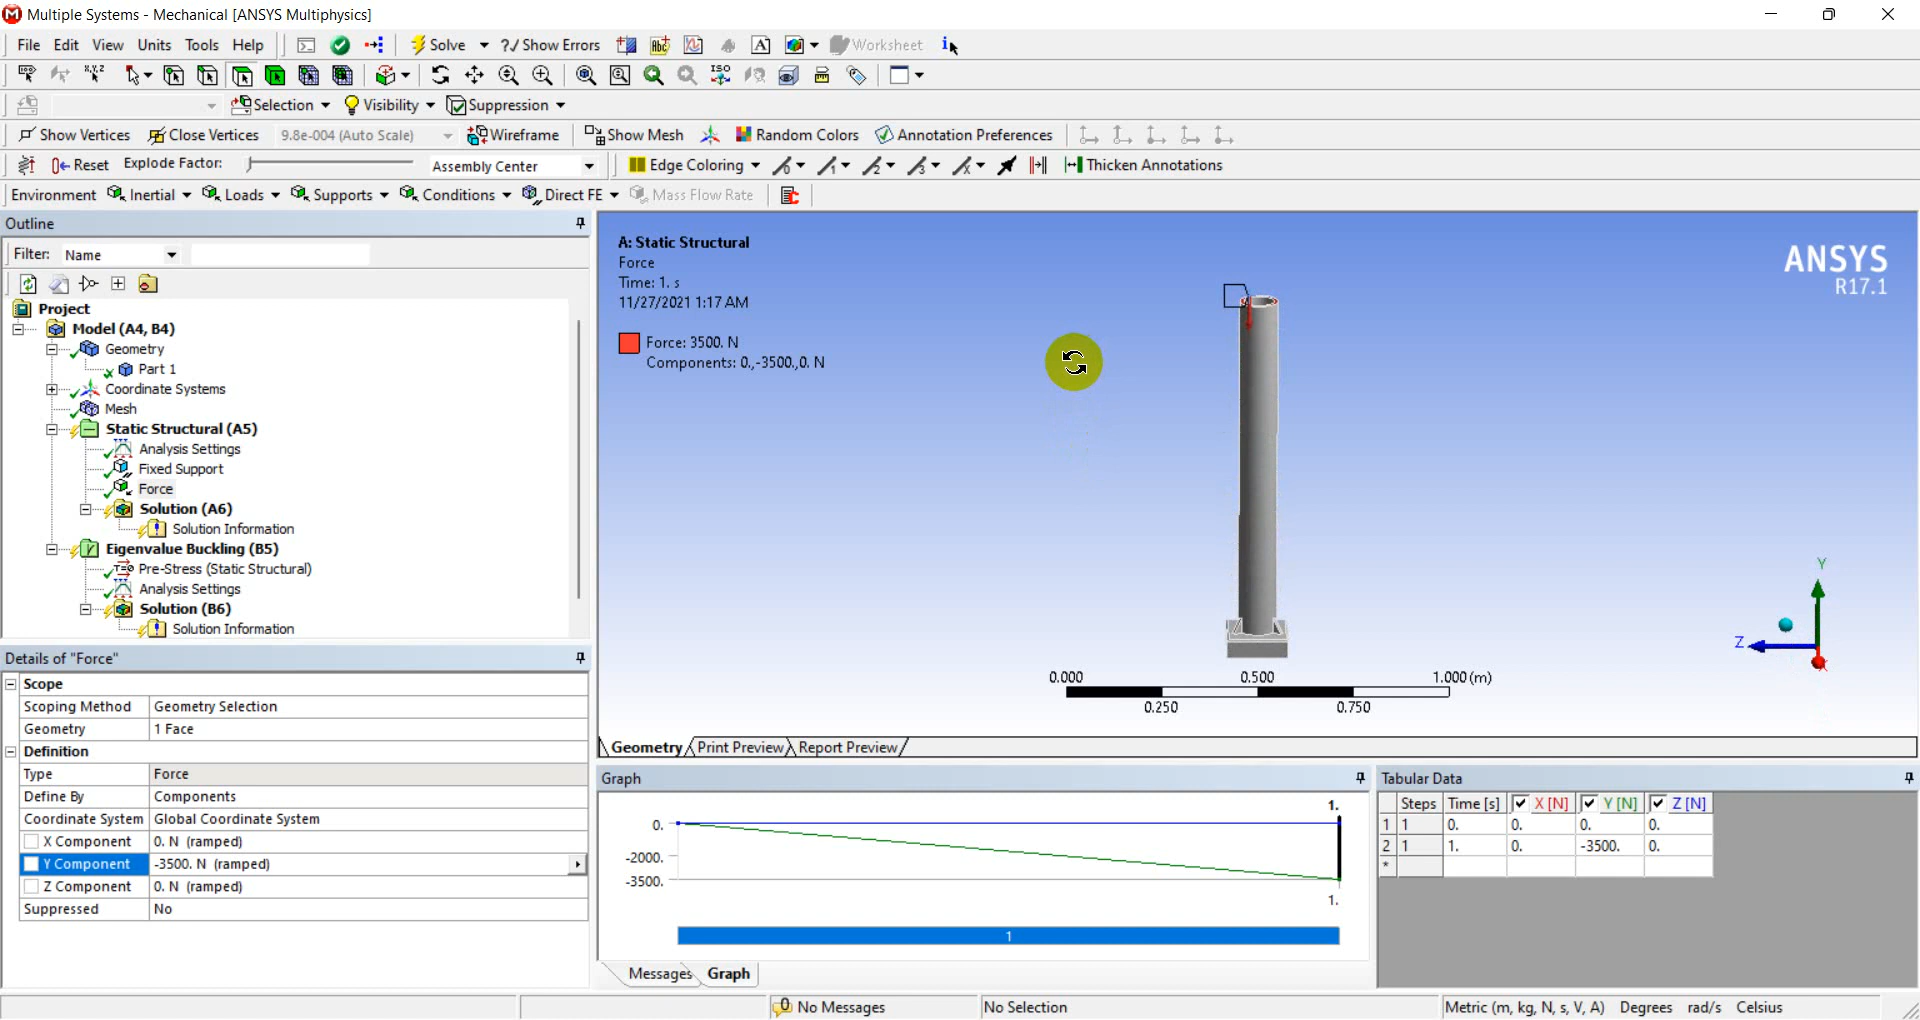 Multiple Systems - Mechanical [ANSYS Multiphysics]
File Edit View Units Tools Help Solve ?/ Show Errors Worksheet
Selection Visibility Suppression
Show Vertices Close Vertices 9.8e-004 (Auto Scale) Wireframe Show Mesh Random Colors Annotation Preferences
Reset Explode Factor: Assembly Center Edge Coloring Thicken Annotations
Environment Inertial Loads Supports Conditions Direct FE Mass Flow Rate
Outline
Filter: Name
Project
Model (A4, B4)
Geometry
Part 1
Coordinate Systems
Mesh
Static Structural (A5)
Analysis Settings
Fixed Support
Force
Solution (A6)
Solution Information
Eigenvalue Buckling (B5)
Pre-Stress (Static Structural)
Analysis Settings
Solution (B6)
Solution Information
Details of "Force"
Scope
Scoping Method Geometry Selection
Geometry 1 Face
Definition
Type Force
Define By Components
Coordinate System Global Coordinate System
X Component 0. N (ramped)
Y Component -3500. N (ramped)
Z Component 0. N (ramped)
Suppressed No
A: Static Structural
Force
Time: 1. s
11/27/2021 1:17 AM
Force: 3500. N
Components: 0.,-3500.,0. N
ANSYS
R17.1
Y
Z
X
0.000 0.500 1.000 (m)
0.250 0.750
Geometry Print Preview Report Preview
Graph
1.
0.
-2000.
-3500.
1.
1
Messages Graph
Tabular Data
Steps Time [s] X [N] Y [N] Z [N]
1 1 0. 0. 0. 0.
2 1 1. 0. -3500. 0.
*
No Messages No Selection Metric (m, kg, N, s, V, A) Degrees rad/s Celsius